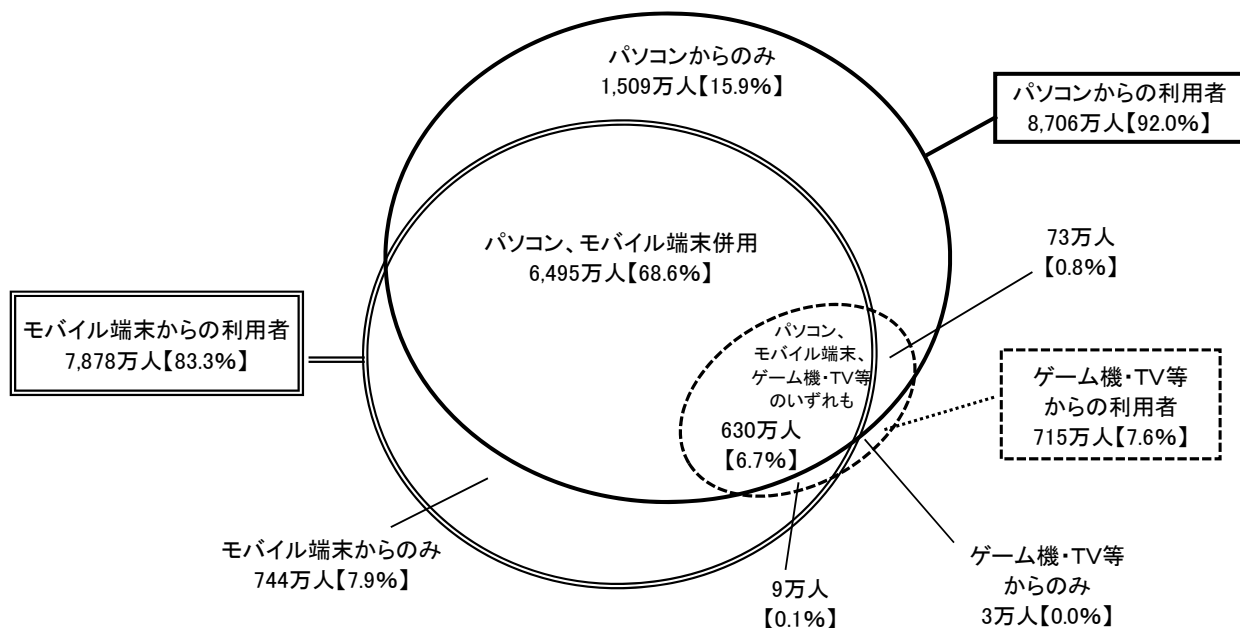 パソコンからのみ
1,509万人【15.9%】
パソコンからの利用者
8,706万人【92.0%】
パソコン、モバイル端末併用
6,495万人【68.6%】
73万人
【0.8%】
モバイル端末からの利用者
7,878万人【83.3%】
パソコン、
モバイル端末、
ゲーム機・TV等
のいずれも
630万人
【6.7%】
ゲーム機・TV等
からの利用者
715万人【7.6%】
モバイル端末からのみ
744万人【7.9%】
9万人
【0.1%】
ゲーム機・TV等
からのみ
3万人【0.0%】